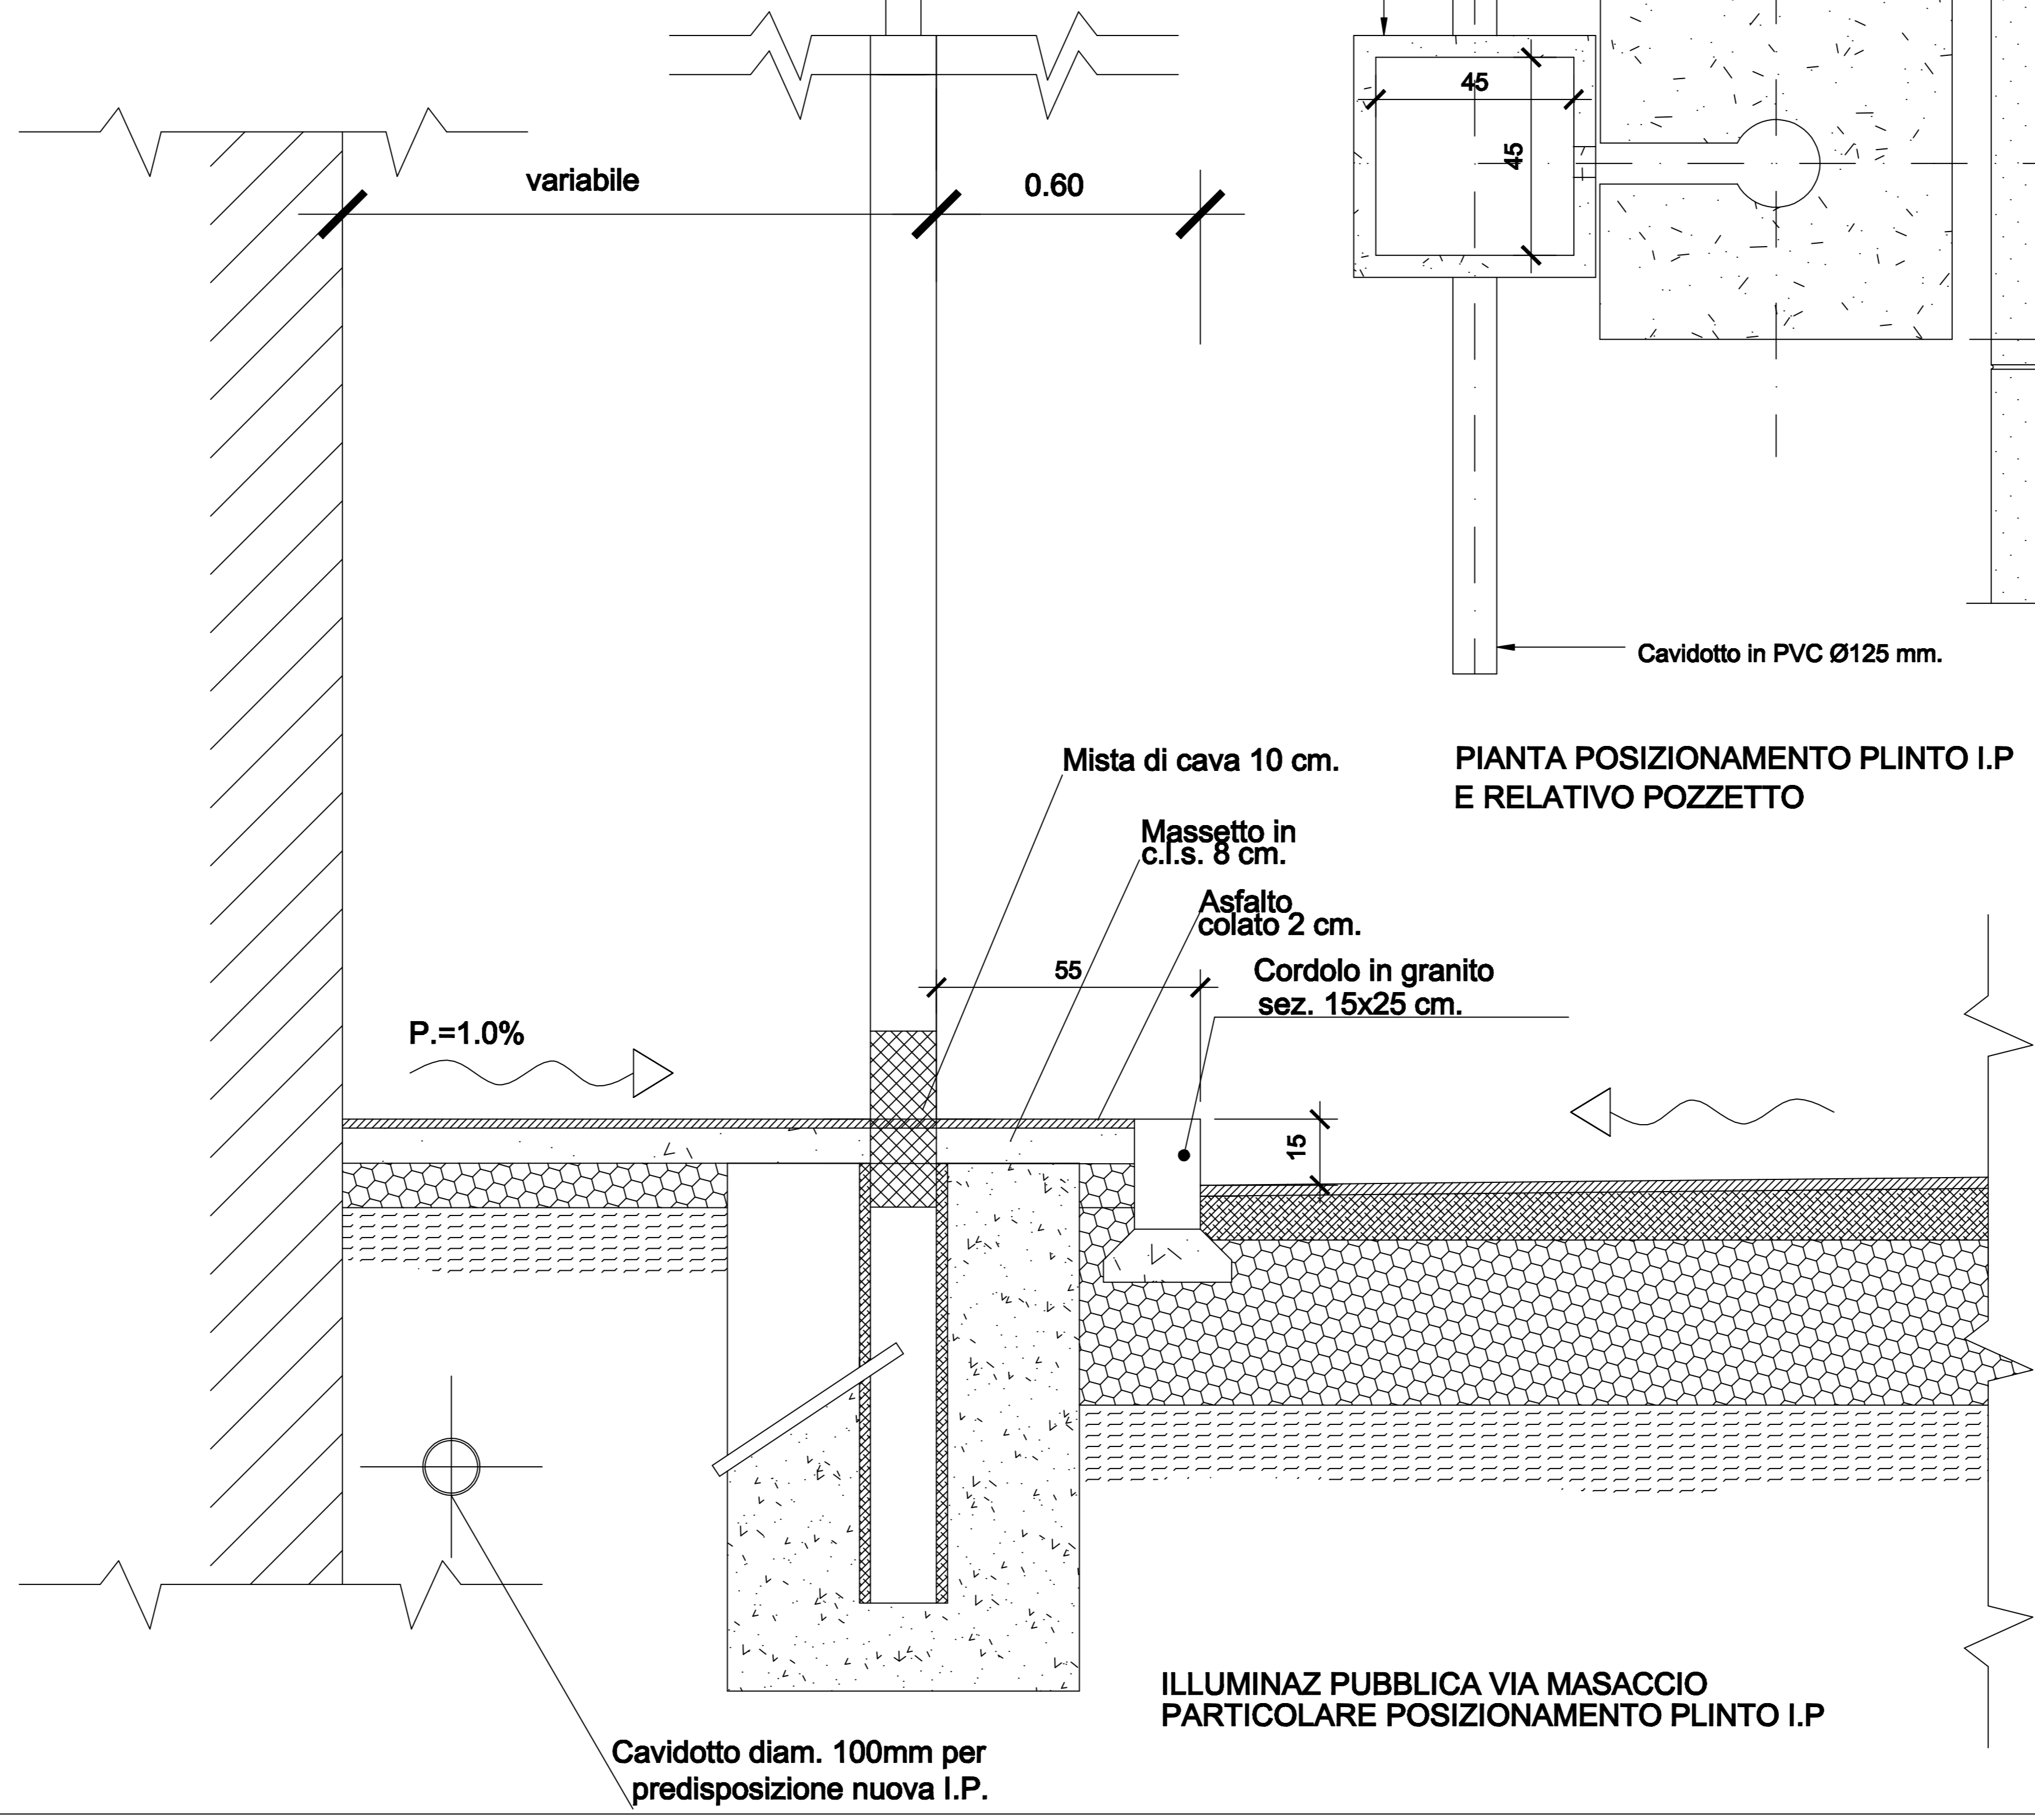 45
45
variabile
0.60
Cavidotto in PVC Ø125 mm.
PIANTA POSIZIONAMENTO PLINTO I.P
E RELATIVO POZZETTO
Mista di cava 10 cm.
Massetto in
c.l.s. 8 cm.
Asfalto
colato 2 cm.
55
Cordolo in granito
sez. 15x25 cm.
P.=1.0%
15
ILLUMINAZ PUBBLICA VIA MASACCIO
PARTICOLARE POSIZIONAMENTO PLINTO I.P
Cavidotto diam. 100mm per
predisposizione nuova I.P.